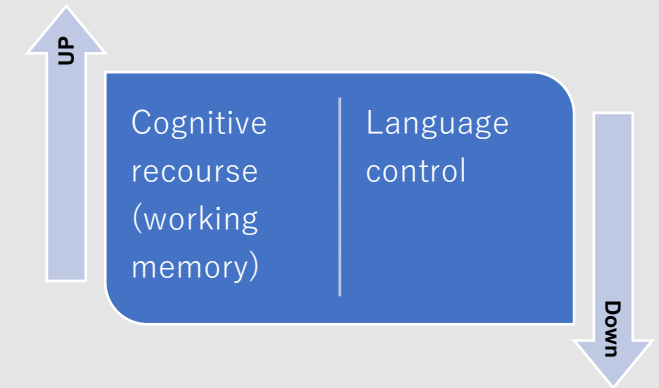 UP
Cognitive
recourse
(working
memory)
Language
control
Down